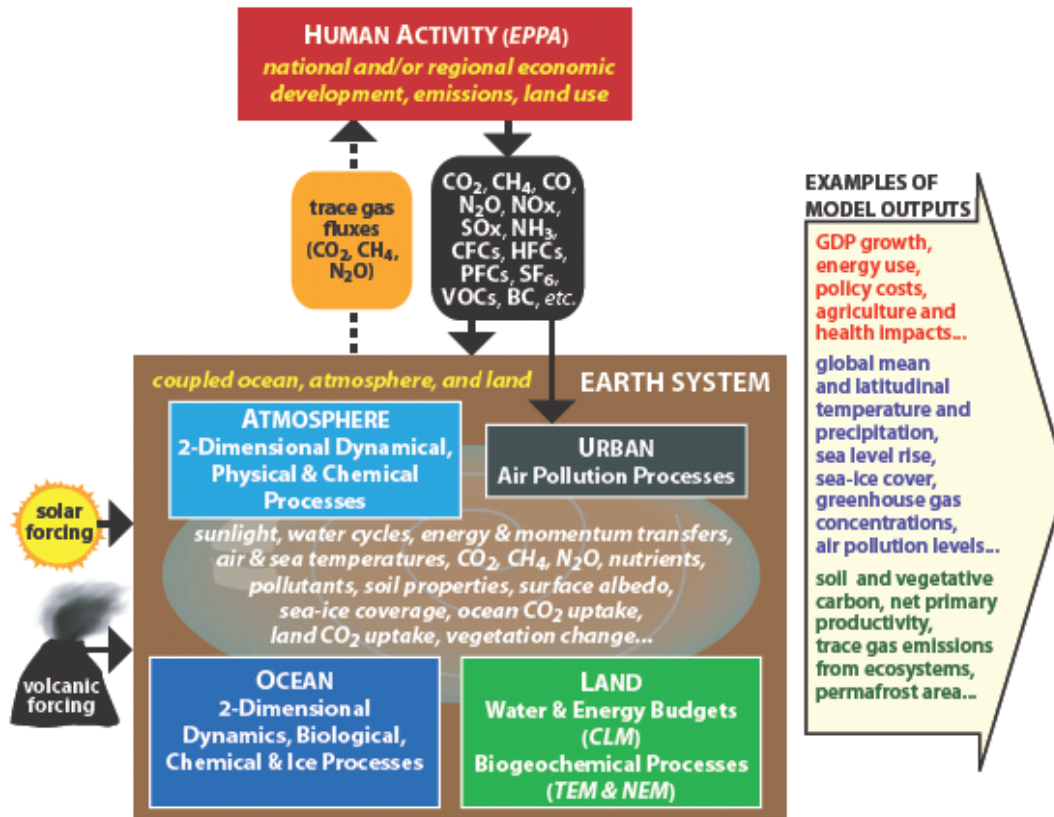 HUMAN ACTIVITY (EPPA)
national and/or regional economic
development, emissions, land use
trace gas
fluxes
(CO₂, CH₄,
N₂O)
CO₂, CH₄, CO,
N₂O, NOx,
SOx, NH₃,
CFCs, HFCs,
PFCs, SF₆,
VOCs, BC, etc.
coupled ocean, atmosphere, and land
EARTH SYSTEM
ATMOSPHERE
2-Dimensional Dynamical,
Physical & Chemical
Processes
URBAN
Air Pollution Processes
solar
forcing
volcanic
forcing
sunlight, water cycles, energy & momentum transfers,
air & sea temperatures, CO₂, CH₄, N₂O, nutrients,
pollutants, soil properties, surface albedo,
sea-ice coverage, ocean CO₂ uptake,
land CO₂ uptake, vegetation change...
OCEAN
2-Dimensional
Dynamics, Biological,
Chemical & Ice Processes
LAND
Water & Energy Budgets
(CLM)
Biogeochemical Processes
(TEM & NEM)
EXAMPLES OF
MODEL OUTPUTS
GDP growth,
energy use,
policy costs,
agriculture and
health impacts...
global mean
and latitudinal
temperature and
precipitation,
sea level rise,
sea-ice cover,
greenhouse gas
concentrations,
air pollution levels...
soil and vegetative
carbon, net primary
productivity,
trace gas emissions
from ecosystems,
permafrost area...